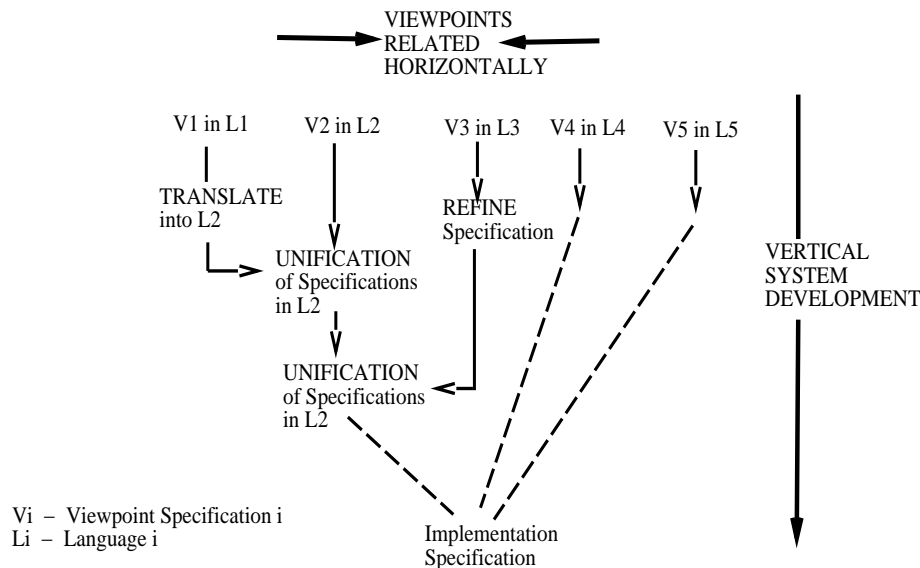 VIEWPOINTS
RELATED
HORIZONTALLY
V1 in L1
V2 in L2
V3 in L3
V4 in L4
V5 in L5
TRANSLATE
into L2
REFINE
Specification
UNIFICATION
of Specifications
in L2
VERTICAL
SYSTEM
DEVELOPMENT
UNIFICATION
of Specifications
in L2
Vi – Viewpoint Specification i
Li – Language i
Implementation
Specification